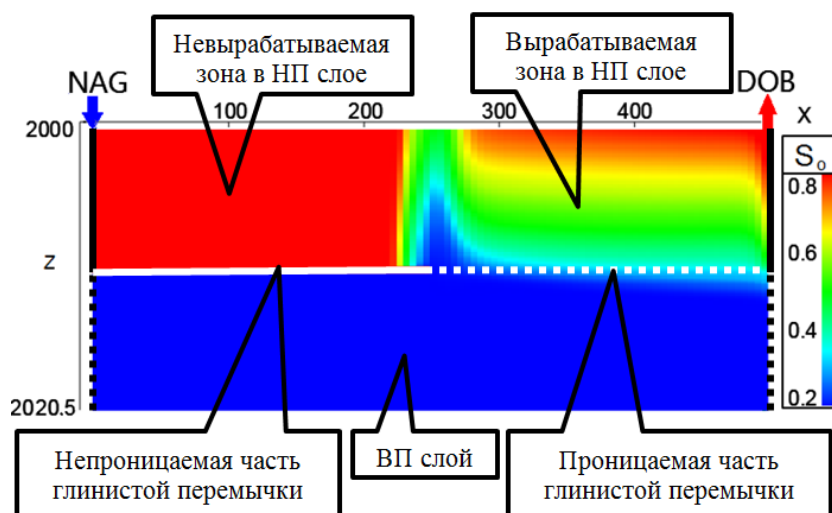 Невырабатываемая
зона в НП слое
Вырабатываемая
зона в НП слое
NAG
DOB
100
200
300
400
X
2000
S₀
0.8
0.6
Z
0.4
0.2
2020.5
Непроницаемая часть
глинистой перемычки
ВП слой
Проницаемая часть
глинистой перемычки